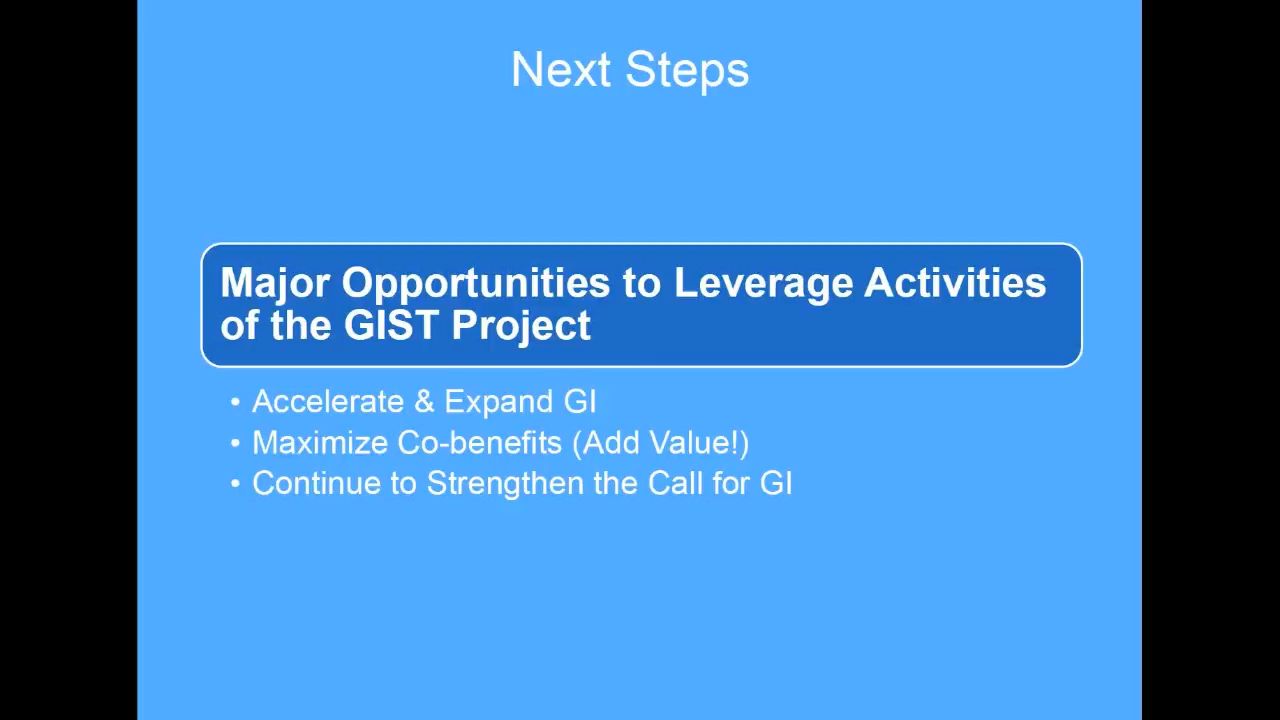 Next Steps
Major Opportunities to Leverage Activities
of the GIST Project
• Accelerate & Expand GI
• Maximize Co-benefits (Add Value!)
• Continue to Strengthen the Call for GI